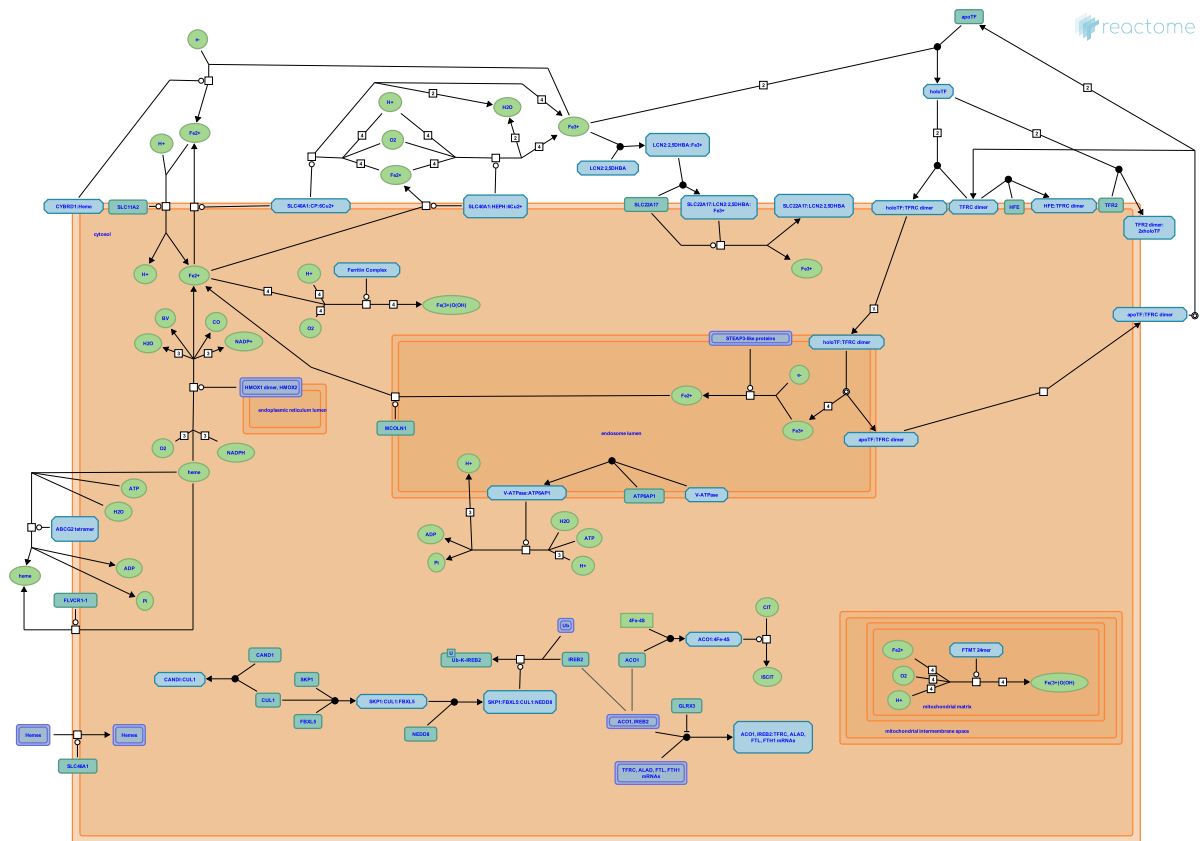 reactome
apoTF
e-
holoTF
H+
H2O
Fe3+
Fe2+
O2
H+
Fe2+
LCN2:2,5DHBA:Fe3+
LCN2:2,5DHBA
CYBRD1:Heme
SLC11A2
SLC40A1:CP:6Cu2+
SLC40A1:HEPH:6Cu2+
SLC22A17
SLC22A17:LCN2:2,5DHBA:
Fe3+
SLC22A17:LCN2:2,5DHBA
holoTF:TFRC dimer
TFRC dimer
HFE
HFE:TFRC dimer
TFR2
TFR2 dimer:
2xholoTF
cytosol
H+
Fe2+
H+
Ferritin Complex
Fe(3+)O(OH)
O2
Fe3+
apoTF:TFRC dimer
BV
CO
H2O
NADP+
STEAP3-like proteins
holoTF:TFRC dimer
HMOX1 dimer, HMOX2
endoplasmic reticulum lumen
Fe2+
e-
Fe3+
MCOLN1
endosome lumen
apoTF:TFRC dimer
O2
NADPH
heme
H+
ATP
H2O
V-ATPase:ATP6AP1
ATP6AP1
V-ATPase
ABCG2 tetramer
ADP
Pi
H2O
ATP
H+
heme
ADP
Pi
FLVCR1-1
CAND1
CAND1:CUL1
CUL1
SKP1
FBXL5
SKP1:CUL1:FBXL5
NEDD8
SKP1:FBXL5:CUL1:NEDD8
Ub
U
Ub-K-IREB2
IREB2
4Fe-4S
ACO1
ACO1:4Fe-4S
CIT
ISCIT
ACO1, IREB2
GLRX3
ACO1, IREB2:TFRC, ALAD,
FTL, FTH1 mRNAs
TFRC, ALAD, FTL, FTH1
mRNAs
Fe2+
O2
H+
FTMT 24mer
Fe(3+)O(OH)
mitochondrial matrix
mitochondrial intermembrane space
Hemes
Hemes
SLC46A1